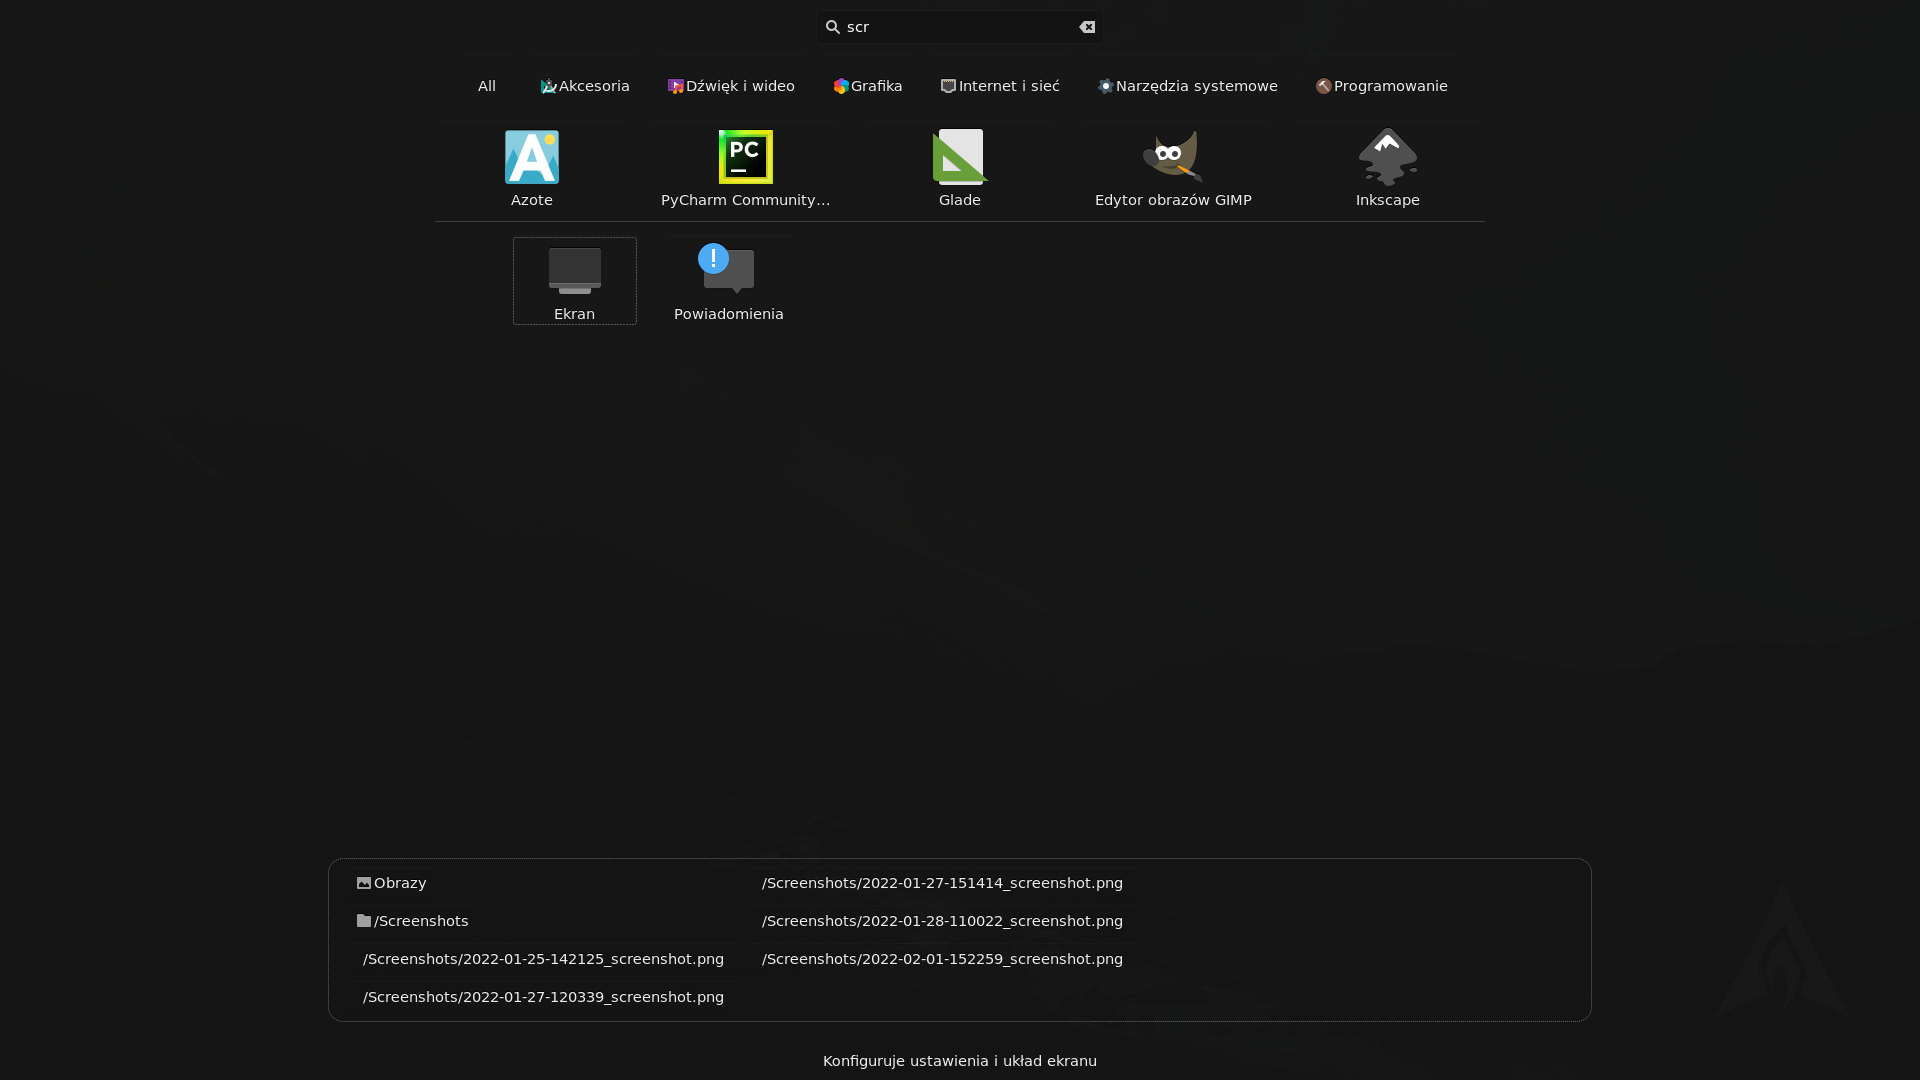 scr
All Akcesoria Dźwięk i wideo Grafika Internet i sieć Narzędzia systemowe Programowanie
A PC
Azote PyCharm Community... Glade Edytor obrazów GIMP Inkscape
!
Ekran Powiadomienia
Obrazy
/Screenshots
/Screenshots/2022-01-25-142125_screenshot.png
/Screenshots/2022-01-27-120339_screenshot.png
/Screenshots/2022-01-27-151414_screenshot.png
/Screenshots/2022-01-28-110022_screenshot.png
/Screenshots/2022-02-01-152259_screenshot.png
Konfiguruje ustawienia i układ ekranu